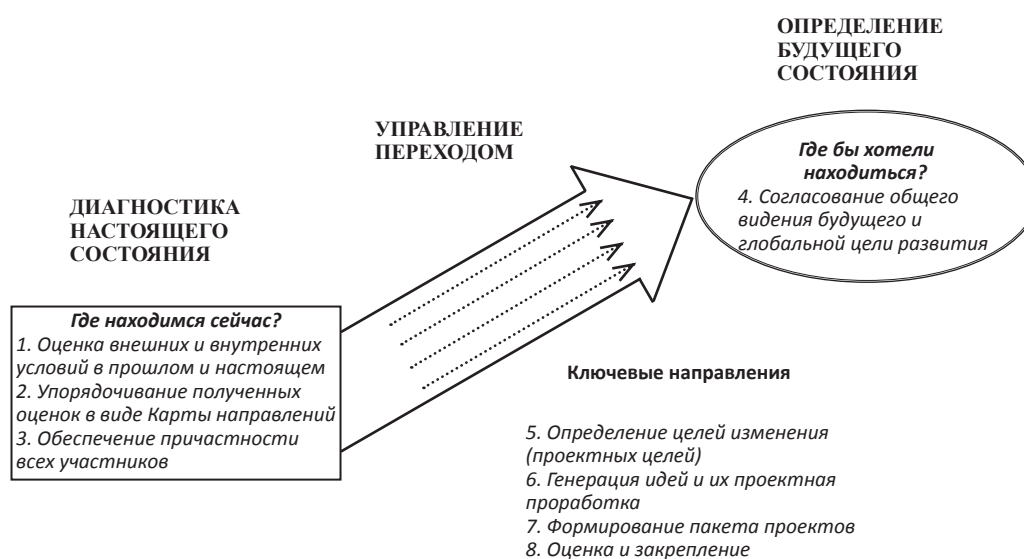 ОПРЕДЕЛЕНИЕ
БУДУЩЕГО
СОСТОЯНИЯ
УПРАВЛЕНИЕ
ПЕРЕХОДОМ
Где бы хотели
находиться?
4. Согласование общего
видения будущего и
глобальной цели развития
ДИАГНОСТИКА
НАСТОЯЩЕГО
СОСТОЯНИЯ
Где находимся сейчас?
1. Оценка внешних и внутренних
условий в прошлом и настоящем
2. Упорядочивание полученных
оценок в виде Карты направлений
3. Обеспечение причастности
всех участников
Ключевые направления
5. Определение целей изменения
(проектных целей)
6. Генерация идей и их проектная
проработка
7. Формирование пакета проектов
8. Оценка и закрепление